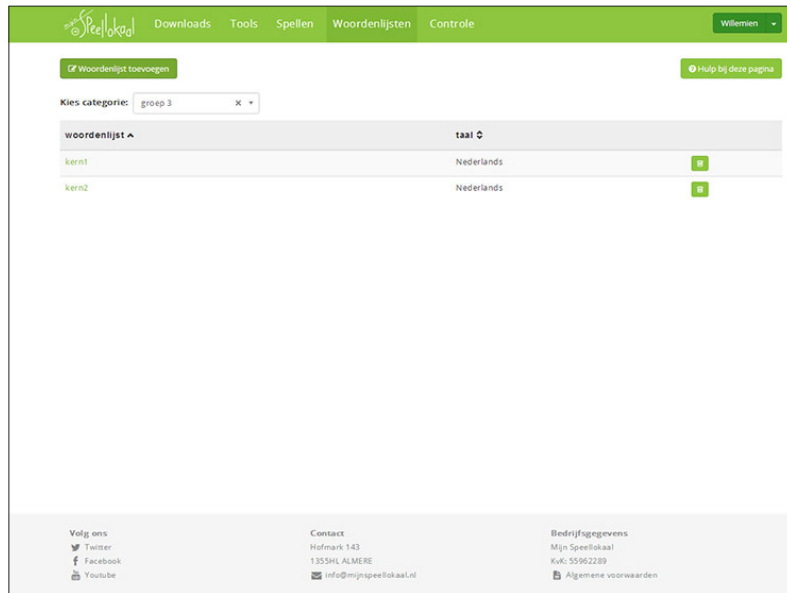 mijn Speellokaal Downloads Tools Spellen Woordenlijsten Controle Willemien
Woordenlijst toevoegen Hulp bij deze pagina
Kies categorie: groep 3
woordenlijst taal
kern1 Nederlands
kern2 Nederlands
Volg ons Contact Bedrijfsgegevens
Twitter Hofmark 143 Mijn Speellokaal
Facebook 1355HL ALMERE KvK: 55962289
Youtube info@mijnspeellokaal.nl Algemene voorwaarden